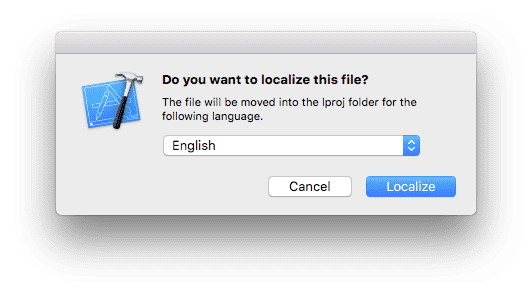 Do you want to localize this file?
The file will be moved into the lproj folder for the
following language.
English
Cancel
Localize